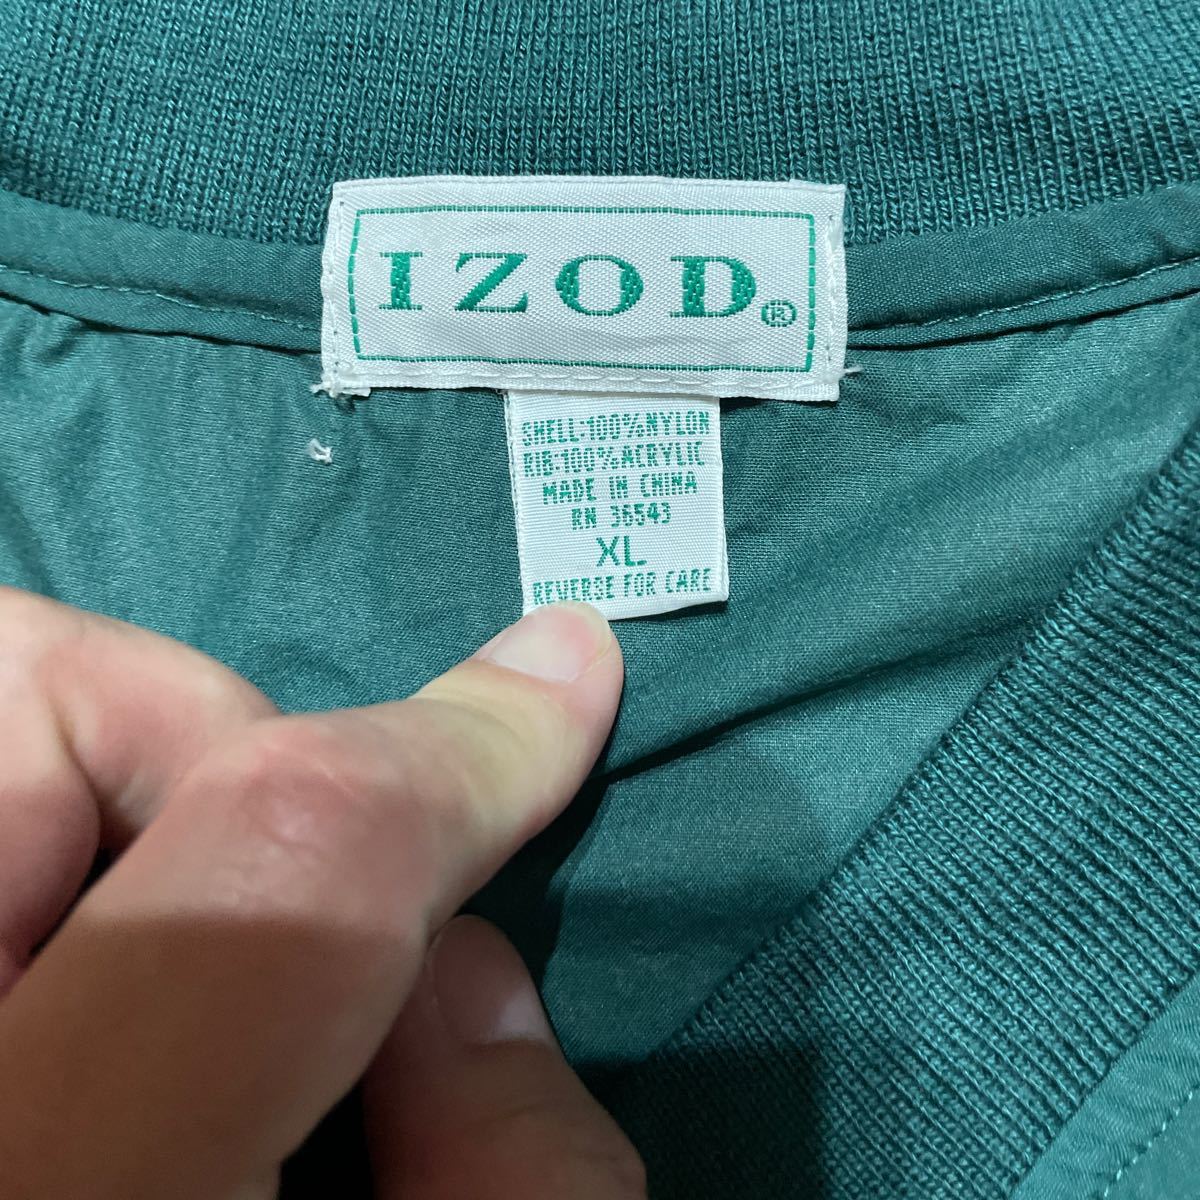 IZOD®
SHELL:100%NYLON
RIB:100%ACRYLIC
MADE IN CHINA
RN 36543
XL
REVERSE FOR CARE